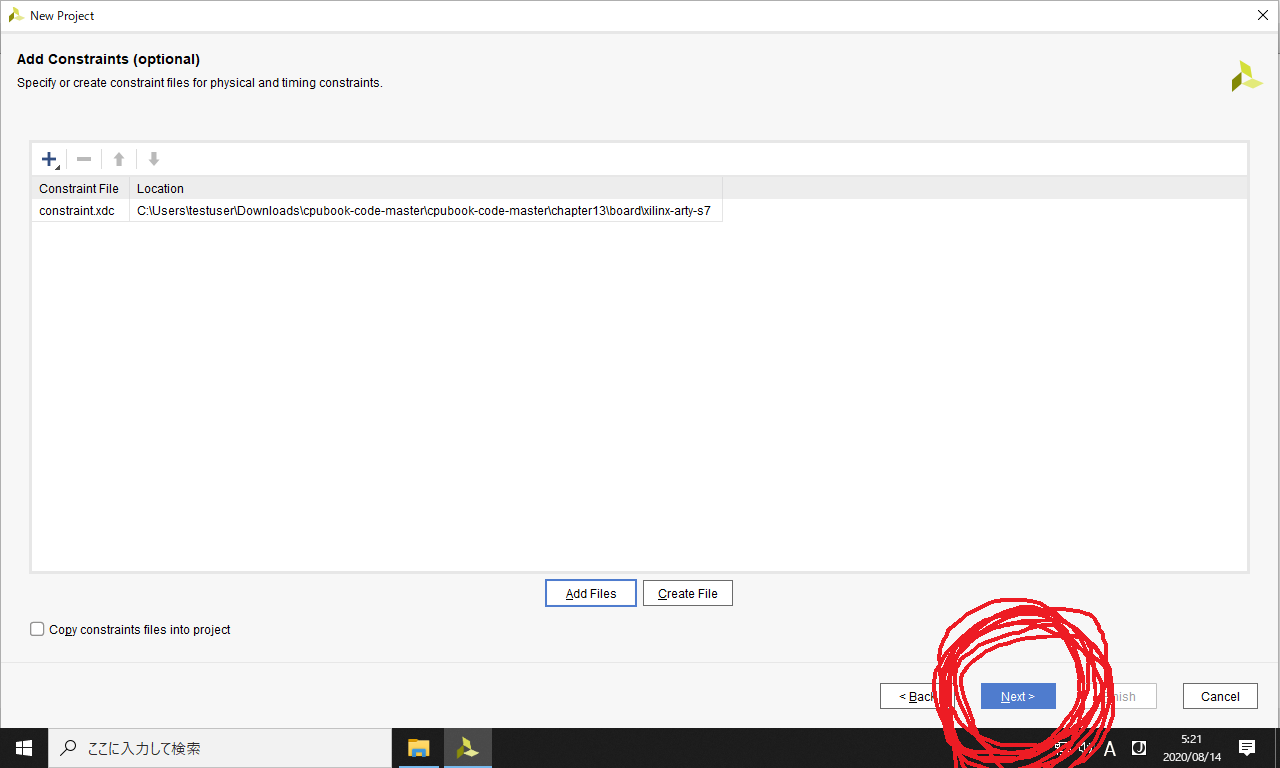 New Project
Add Constraints (optional)
Specify or create constraint files for physical and timing constraints.
Constraint File Location
constraint.xdc C:\Users\testuser\Downloads\cpubook-code-master\cpubook-code-master\chapter13\board\xilinx-arty-s7
Add Files Create File
Copy constraints files into project
< Back Next > Cancel
ここに入力して検索 A J 5:21
2020/08/14